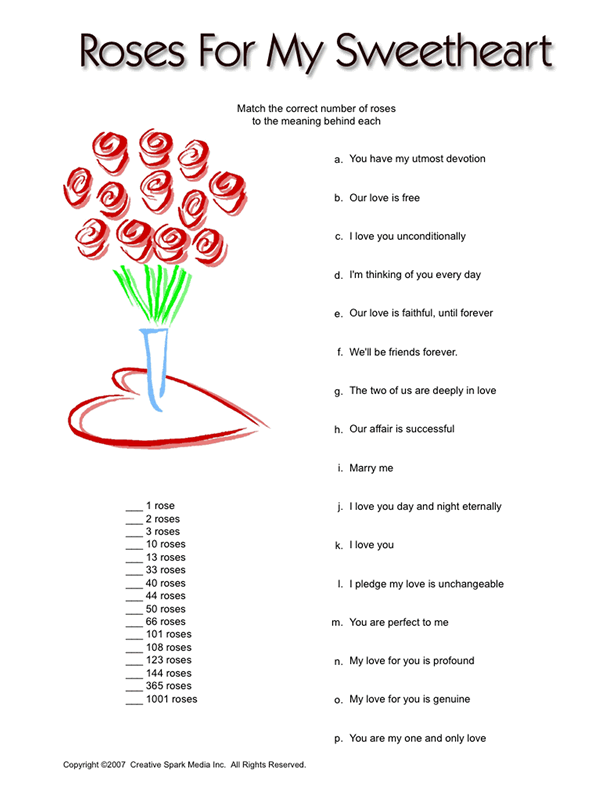 Roses For My Sweetheart
Match the correct number of roses
to the meaning behind each
a. You have my utmost devotion
b. Our love is free
c. I love you unconditionally
d. I'm thinking of you every day
e. Our love is faithful, until forever
f. We'll be friends forever.
g. The two of us are deeply in love
h. Our affair is successful
i. Marry me
j. I love you day and night eternally
k. I love you
l. I pledge my love is unchangeable
m. You are perfect to me
n. My love for you is profound
o. My love for you is genuine
p. You are my one and only love
___ 1 rose
___ 2 roses
___ 3 roses
___ 10 roses
___ 13 roses
___ 33 roses
___ 40 roses
___ 44 roses
___ 50 roses
___ 66 roses
___ 101 roses
___ 108 roses
___ 123 roses
___ 144 roses
___ 365 roses
___ 1001 roses
Copyright ©2007 Creative Spark Media Inc. All Rights Reserved.